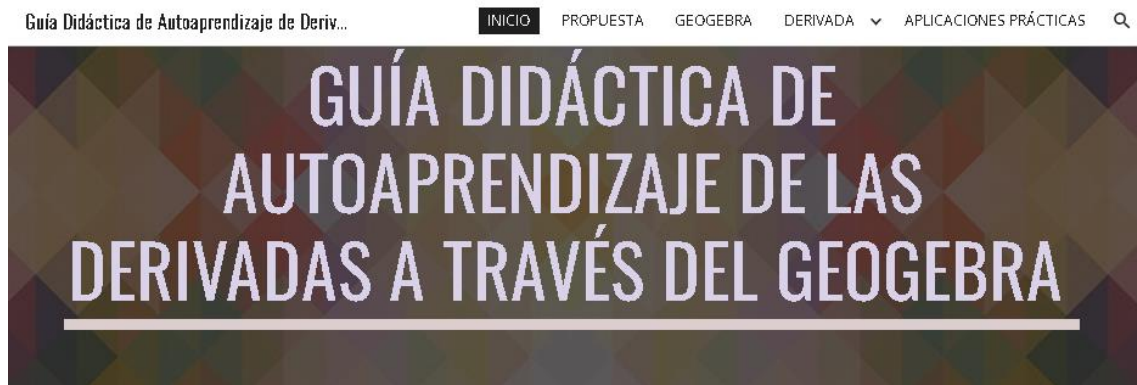 Guía Didáctica de Autoaprendizaje de Deriv...
INICIO PROPUESTA GEOGEBRA DERIVADA APLICACIONES PRÁCTICAS
GUÍA DIDÁCTICA DE
AUTOAPRENDIZAJE DE LAS
DERIVADAS A TRAVÉS DEL GEOGEBRA